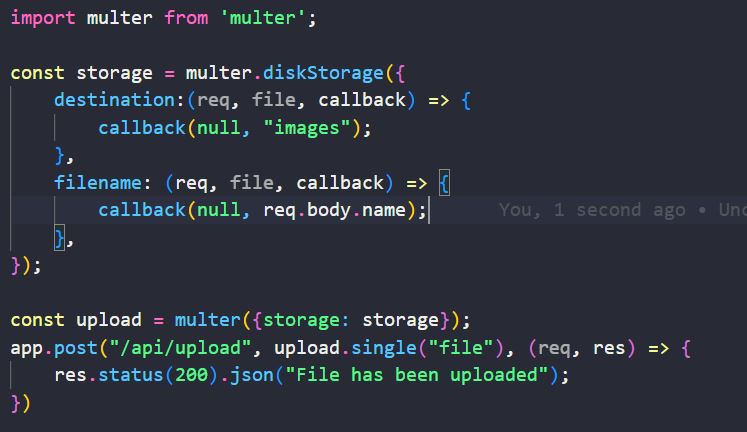 import multer from 'multer';
const storage = multer.diskStorage({
destination:(req, file, callback) => {
callback(null, "images");
},
filename: (req, file, callback) => {
callback(null, req.body.name); You, 1 second ago •
},
});
const upload = multer({storage: storage});
app.post("/api/upload", upload.single("file"), (req, res) => {
res.status(200).json("File has been uploaded");
})